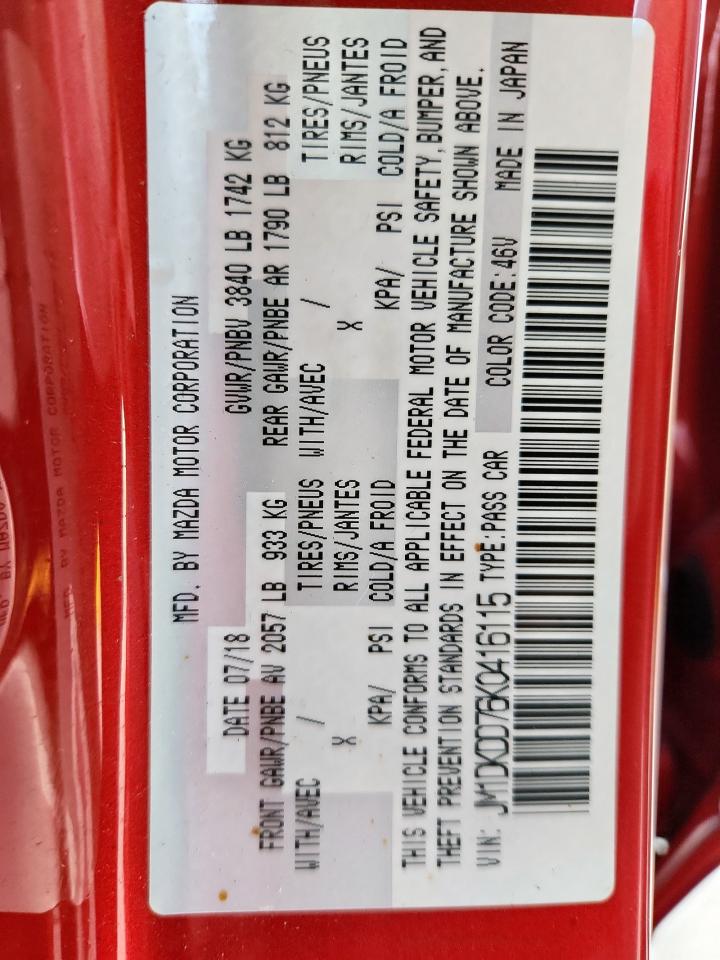 MFD. BY MAZDA MOTOR CORPORATION
DATE 07/18 GVWR/PNBV 3840 LB 1742 KG
FRONT GAWR/PNBE AV 2057 LB 933 KG REAR GAWR/PNBE AR 1790 LB 812 KG
WITH/AVEC / TIRES/PNEUS WITH/AVEC / TIRES/PNEUS
X RIMS/JANTES X RIMS/JANTES
KPA/ PSI COLD/A FROID KPA/ PSI COLD/A FROID
THIS VEHICLE CONFORMS TO ALL APPLICABLE FEDERAL MOTOR VEHICLE SAFETY, BUMPER, AND
THEFT PREVENTION STANDARDS IN EFFECT ON THE DATE OF MANUFACTURE SHOWN ABOVE.
VIN: JM1DKDD76K0416115 TYPE:PASS CAR COLOR CODE:46V MADE IN JAPAN